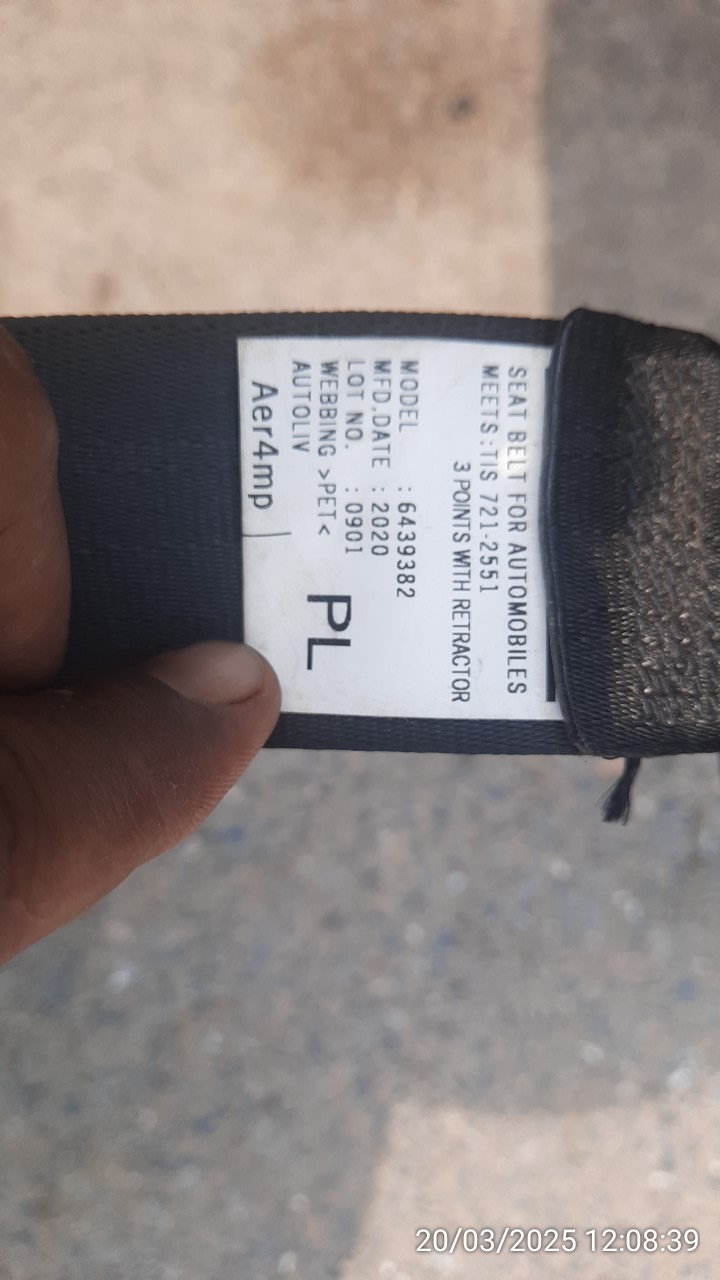 SEAT BELT FOR AUTOMOBILES
MEETS : TIS 721-2551
3 POINTS WITH RETRACTOR
MODEL : 6439382
MFD.DATE : 2020
LOT NO. : 0901
WEBBING >PET<
AUTOLIV
PL
Aer4mp
20/03/2025 12:08:39